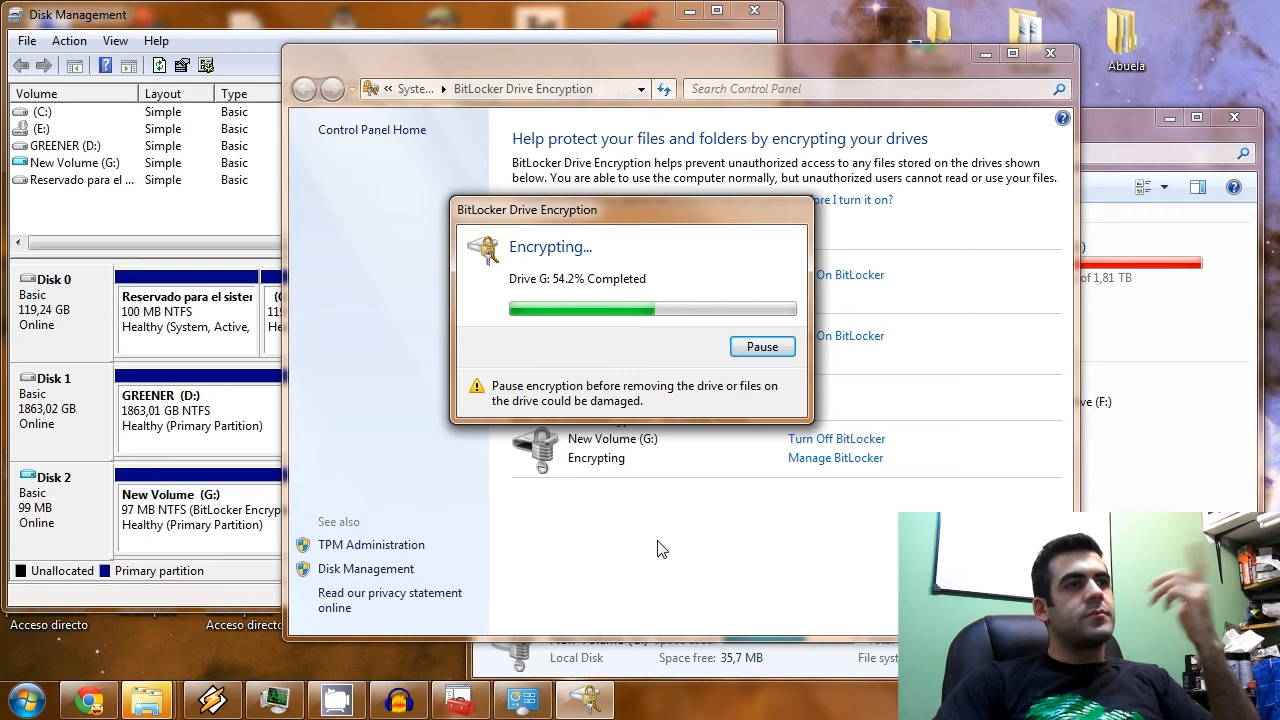 Disk Management
File Action View Help
Volume Layout Type
(C:) Simple Basic
(E:) Simple Basic
GREENER (D:) Simple Basic
New Volume (G:) Simple Basic
Reservado para el ... Simple Basic
Disk 0
Basic
119,24 GB
Online
Reservado para el sister
100 MB NTFS
Healthy (System, Active,
Disk 1
Basic
1863,02 GB
Online
GREENER (D:)
1863,01 GB NTFS
Healthy (Primary Partition)
Disk 2
Basic
99 MB
Online
New Volume (G:)
97 MB NTFS (BitLocker Encryp
Healthy (Primary Partition)
Unallocated Primary partition
« Syste... BitLocker Drive Encryption
Search Control Panel
Control Panel Home
Help protect your files and folders by encrypting your drives
BitLocker Drive Encryption helps prevent unauthorized access to any files stored on the drives shown
below. You are able to use the computer normally, but unauthorized users cannot read or use your files.
ore I turn it on?
On BitLocker
On BitLocker
BitLocker Drive Encryption
Encrypting...
Drive G: 54.2% Completed
Pause
Pause encryption before removing the drive or files on
the drive could be damaged.
New Volume (G:) Turn Off BitLocker
Encrypting Manage BitLocker
See also
TPM Administration
Disk Management
Read our privacy statement
online
Abuela
of 1,81 TB
ve (F:)
Local Disk Space free: 35,7 MB File syst
Acceso directo Acceso directo